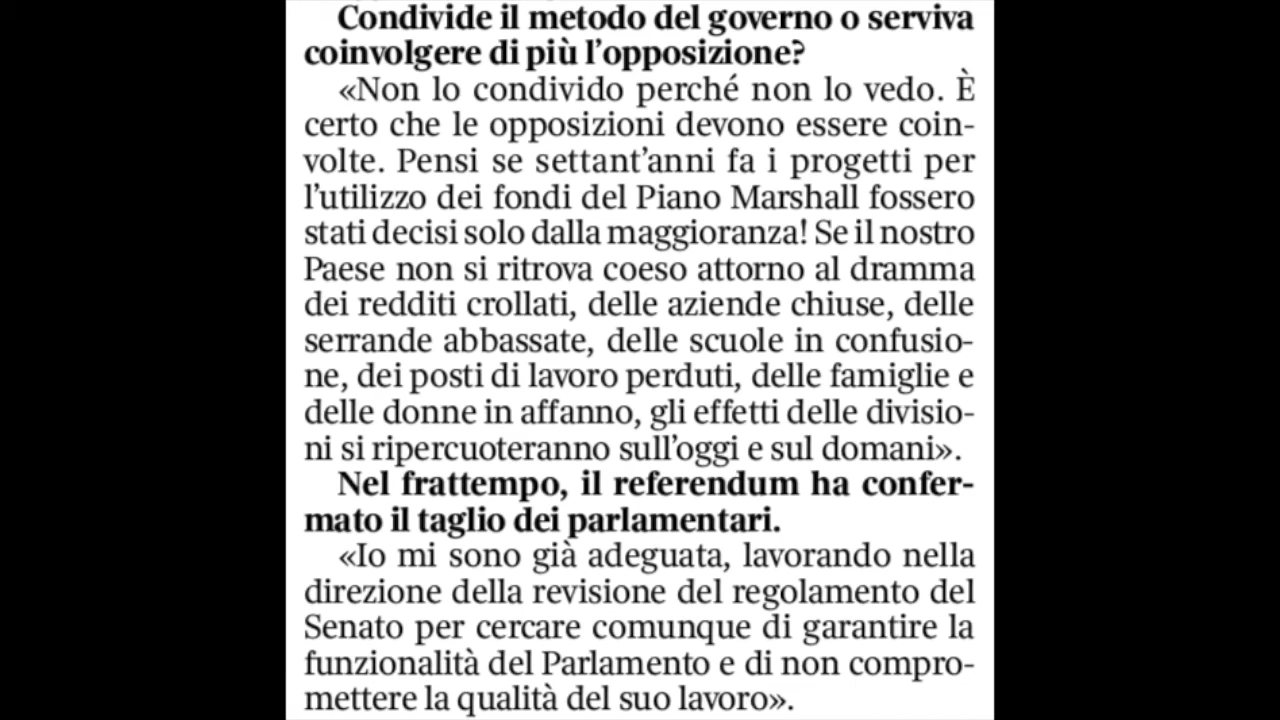 Condivide il metodo del governo o serviva
coinvolgere di più l'opposizione?
«Non lo condivido perché non lo vedo. È
certo che le opposizioni devono essere coin-
volte. Pensi se settant'anni fa i progetti per
l'utilizzo dei fondi del Piano Marshall fossero
stati decisi solo dalla maggioranza! Se il nostro
Paese non si ritrova coeso attorno al dramma
dei redditi crollati, delle aziende chiuse, delle
serrande abbassate, delle scuole in confusio-
ne, dei posti di lavoro perduti, delle famiglie e
delle donne in affanno, gli effetti delle divisio-
ni si ripercuoteranno sull'oggi e sul domani».
Nel frattempo, il referendum ha confer-
mato il taglio dei parlamentari.
«Io mi sono già adeguata, lavorando nella
direzione della revisione del regolamento del
Senato per cercare comunque di garantire la
funzionalità del Parlamento e di non compro-
mettere la qualità del suo lavoro».